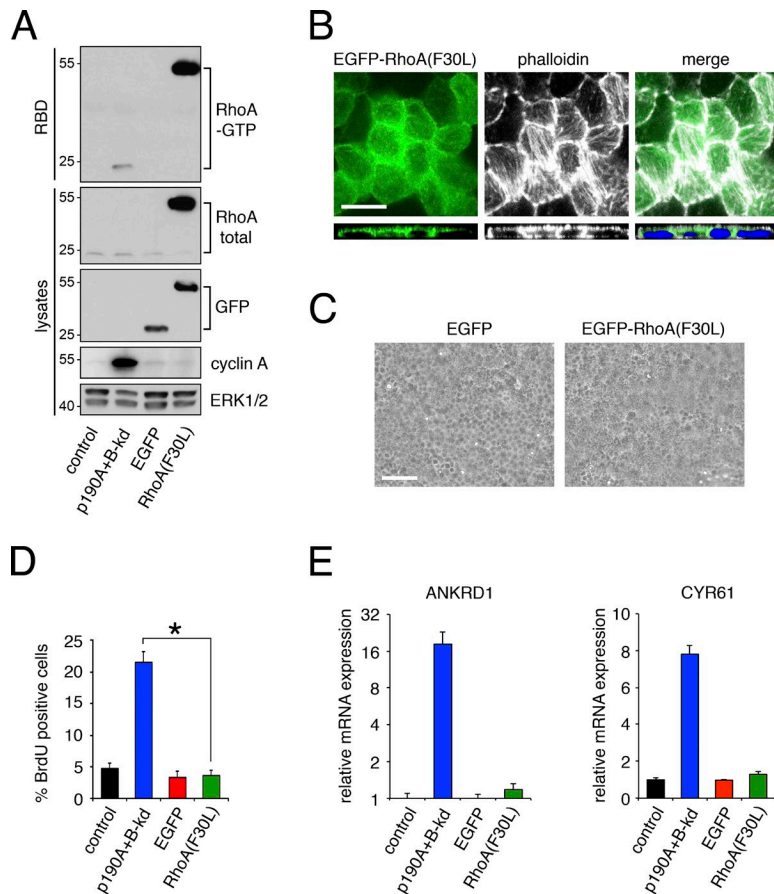 A
RBD
55
25
RhoA
-GTP
lysates
55
25
RhoA
total
55
25
GFP
55
cyclin A
40
ERK1/2
control
p190A+B-kd
EGFP
RhoA(F30L)
B
EGFP-RhoA(F30L)
phalloidin
merge
C
EGFP
EGFP-RhoA(F30L)
D
% BrdU positive cells
25
20
15
10
5
0
*
control
p190A+B-kd
EGFP
RhoA(F30L)
E
ANKRD1
relative mRNA expression
32
16
8
4
2
1
control
p190A+B-kd
EGFP
RhoA(F30L)
CYR61
relative mRNA expression
10
8
6
4
2
0
control
p190A+B-kd
EGFP
RhoA(F30L)